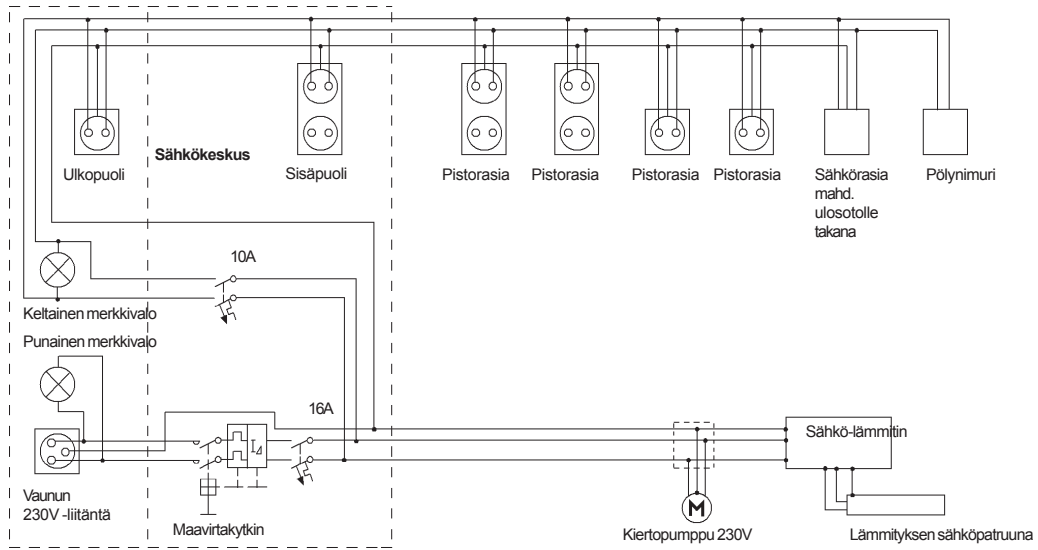 Ulkopuoli
Sähkökeskus
Sisäpuoli
Pistorasia
Pistorasia
Pistorasia
Pistorasia
Sähkörasia
mahd.
ulosotolle
takana
Pölynimuri
10A
Keltainen merkkivalo
Punainen merkkivalo
16A
I⊿
Sähkö-lämmitin
M
Vaunun
230V -liitäntä
Maavirtakytkin
Kiertopumppu 230V
Lämmityksen sähköpatruuna